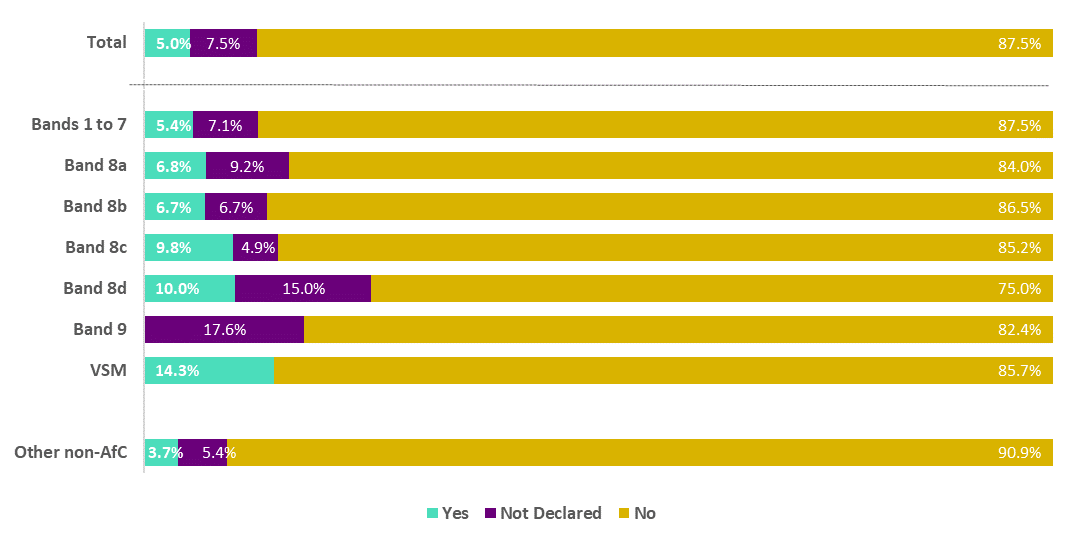 Total 5.0% 7.5% 87.5%
Bands 1 to 7 5.4% 7.1% 87.5%
Band 8a 6.8% 9.2% 84.0%
Band 8b 6.7% 6.7% 86.5%
Band 8c 9.8% 4.9% 85.2%
Band 8d 10.0% 15.0% 75.0%
Band 9 17.6% 82.4%
VSM 14.3% 85.7%
Other non-AfC 3.7% 5.4% 90.9%
Yes Not Declared No